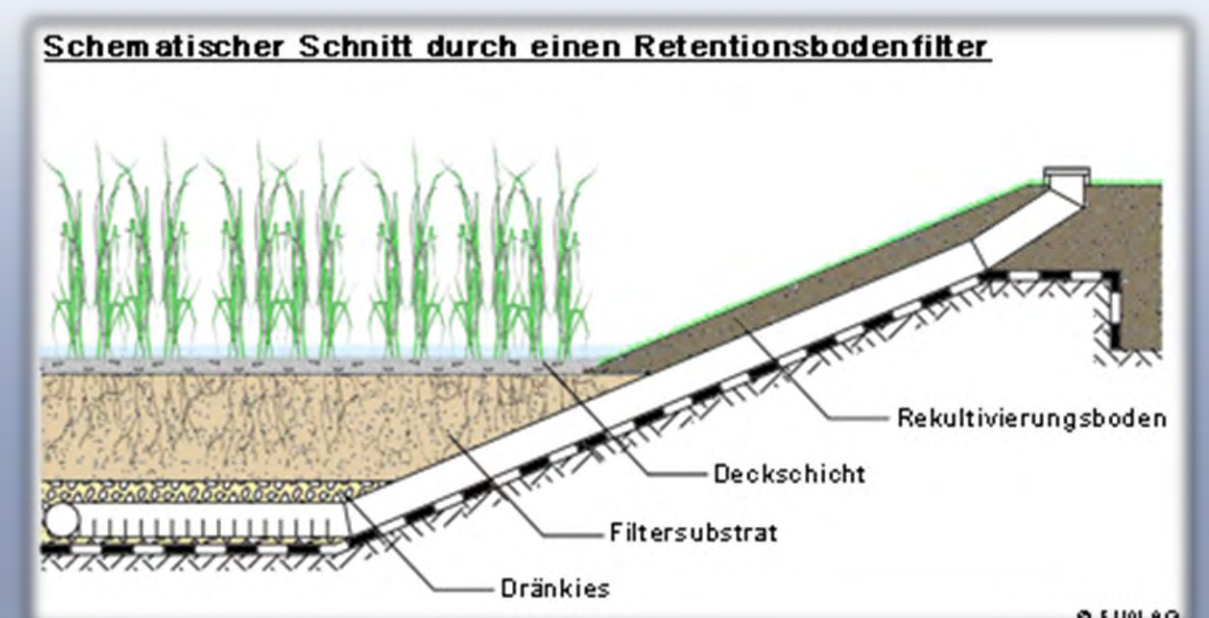 Schematischer Schnitt durch einen Retentionsbodenfilter
Rekultivierungsboden
Deckschicht
Filtersubstrat
Dränkies